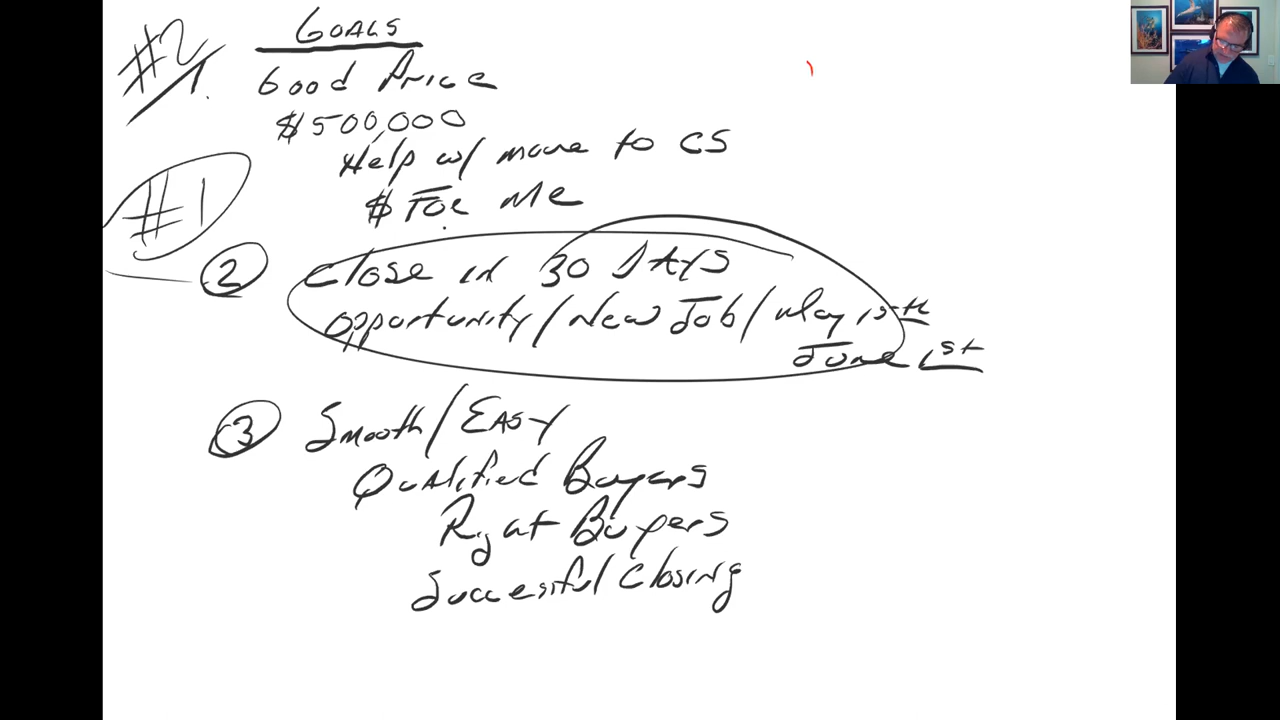 #2 GOALS
1. Good Price
$500,000
Help w/ move to CS
$ For Me
#1
② Close in 30 DAYS
opportunity/New Job/May 15th
June 1st
③ Smooth/EASY
Qualified Buyers
Right Buyers
Successful Closing